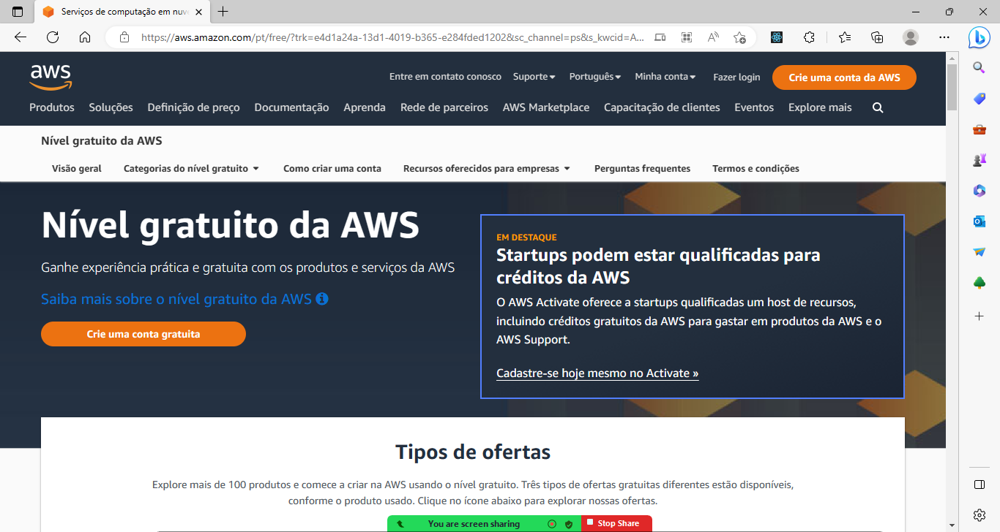 Serviços de computação em nuve
https://aws.amazon.com/pt/free/?trk=e4d1a24a-13d1-4019-b365-e284fded1202&sc_channel=ps&s_kwcid=A...
aws
Entre em contato conosco Suporte Português Minha conta Fazer login Crie uma conta da AWS
Produtos Soluções Definição de preço Documentação Aprenda Rede de parceiros AWS Marketplace Capacitação de clientes Eventos Explore mais
Nível gratuito da AWS
Visão geral Categorias do nível gratuito Como criar uma conta Recursos oferecidos para empresas Perguntas frequentes Termos e condições
Nível gratuito da AWS
Ganhe experiência prática e gratuita com os produtos e serviços da AWS
Saiba mais sobre o nível gratuito da AWS
Crie uma conta gratuita
EM DESTAQUE
Startups podem estar qualificadas para
créditos da AWS
O AWS Activate oferece a startups qualificadas um host de recursos,
incluindo créditos gratuitos da AWS para gastar em produtos da AWS e o
AWS Support.
Cadastre-se hoje mesmo no Activate »
Tipos de ofertas
Explore mais de 100 produtos e comece a criar na AWS usando o nível gratuito. Três tipos de ofertas gratuitas diferentes estão disponíveis,
conforme o produto usado. Clique no ícone abaixo para explorar nossas ofertas.
You are screen sharing Stop Share